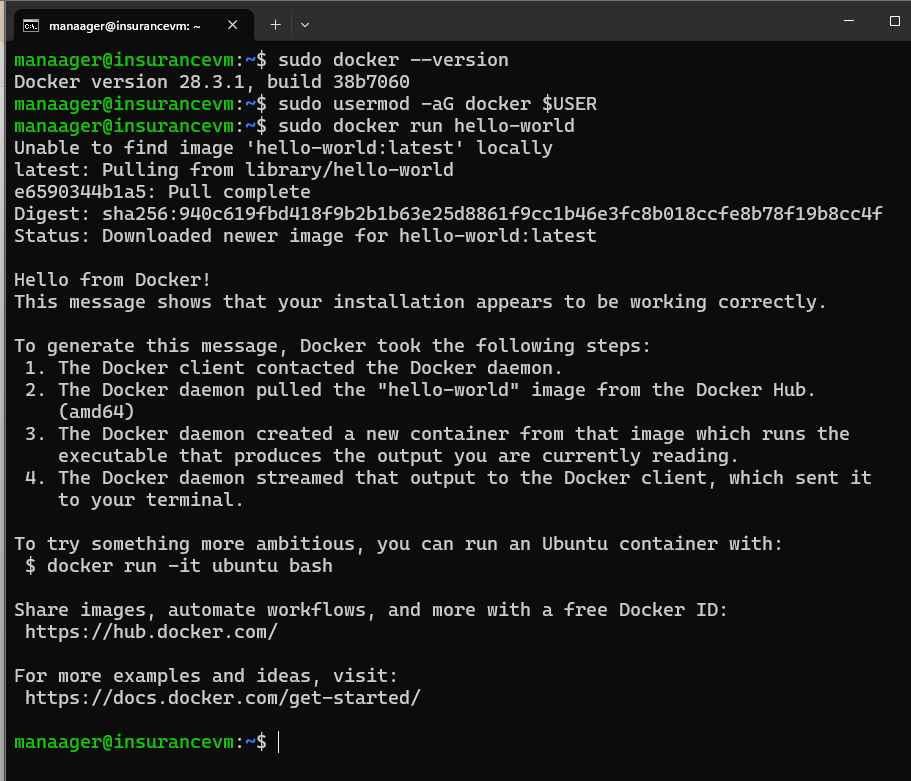 manaager@insurancevm: ~
manaager@insurancevm:~$ sudo docker --version
Docker version 28.3.1, build 38b7060
manaager@insurancevm:~$ sudo usermod -aG docker $USER
manaager@insurancevm:~$ sudo docker run hello-world
Unable to find image 'hello-world:latest' locally
latest: Pulling from library/hello-world
e6590344b1a5: Pull complete
Digest: sha256:940c619fbd418f9b2b1b63e25d8861f9cc1b46e3fc8b018ccfe8b78f19b8cc4f
Status: Downloaded newer image for hello-world:latest

Hello from Docker!
This message shows that your installation appears to be working correctly.

To generate this message, Docker took the following steps:
 1. The Docker client contacted the Docker daemon.
 2. The Docker daemon pulled the "hello-world" image from the Docker Hub.
    (amd64)
 3. The Docker daemon created a new container from that image which runs the
    executable that produces the output you are currently reading.
 4. The Docker daemon streamed that output to the Docker client, which sent it
    to your terminal.

To try something more ambitious, you can run an Ubuntu container with:
 $ docker run -it ubuntu bash

Share images, automate workflows, and more with a free Docker ID:
 https://hub.docker.com/

For more examples and ideas, visit:
 https://docs.docker.com/get-started/

manaager@insurancevm:~$